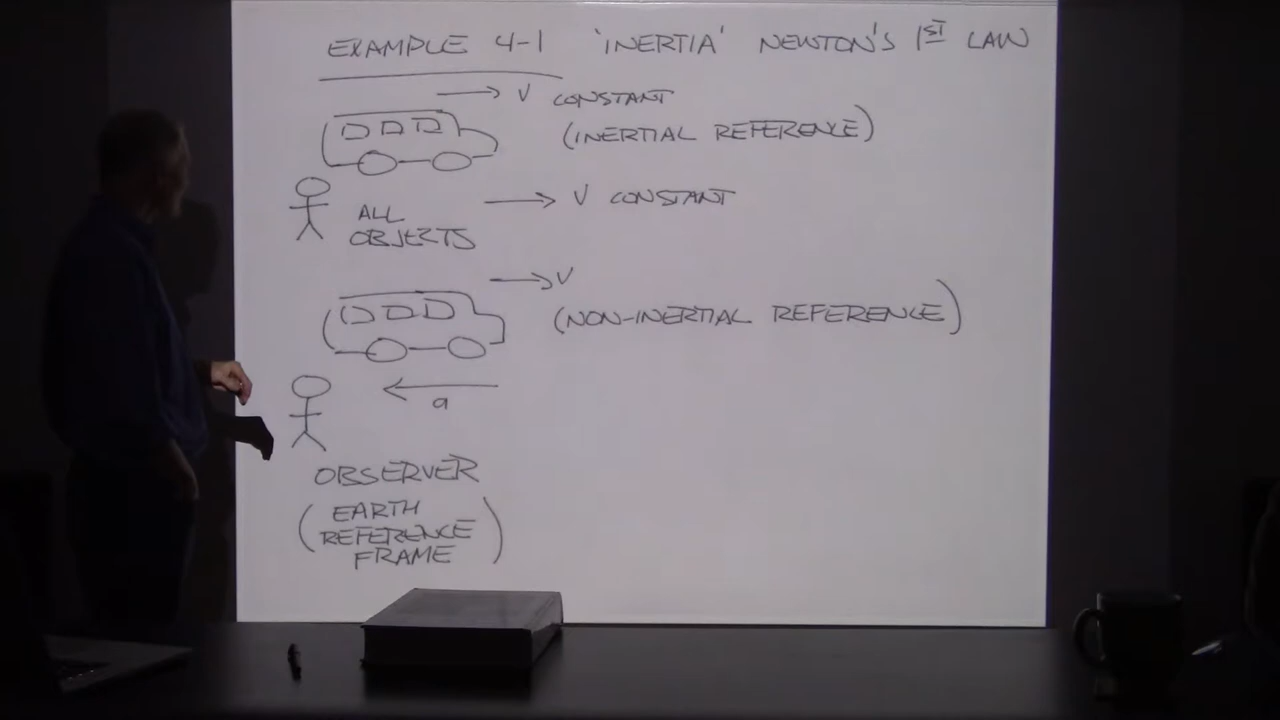 EXAMPLE 4-1 'INERTIA' NEWTON'S 1ST LAW
V CONSTANT
(INERTIAL REFERENCE)
V CONSTANT
ALL
OBJECTS
V
(NON-INERTIAL REFERENCE)
a
OBSERVER
(EARTH
REFERENCE
FRAME)